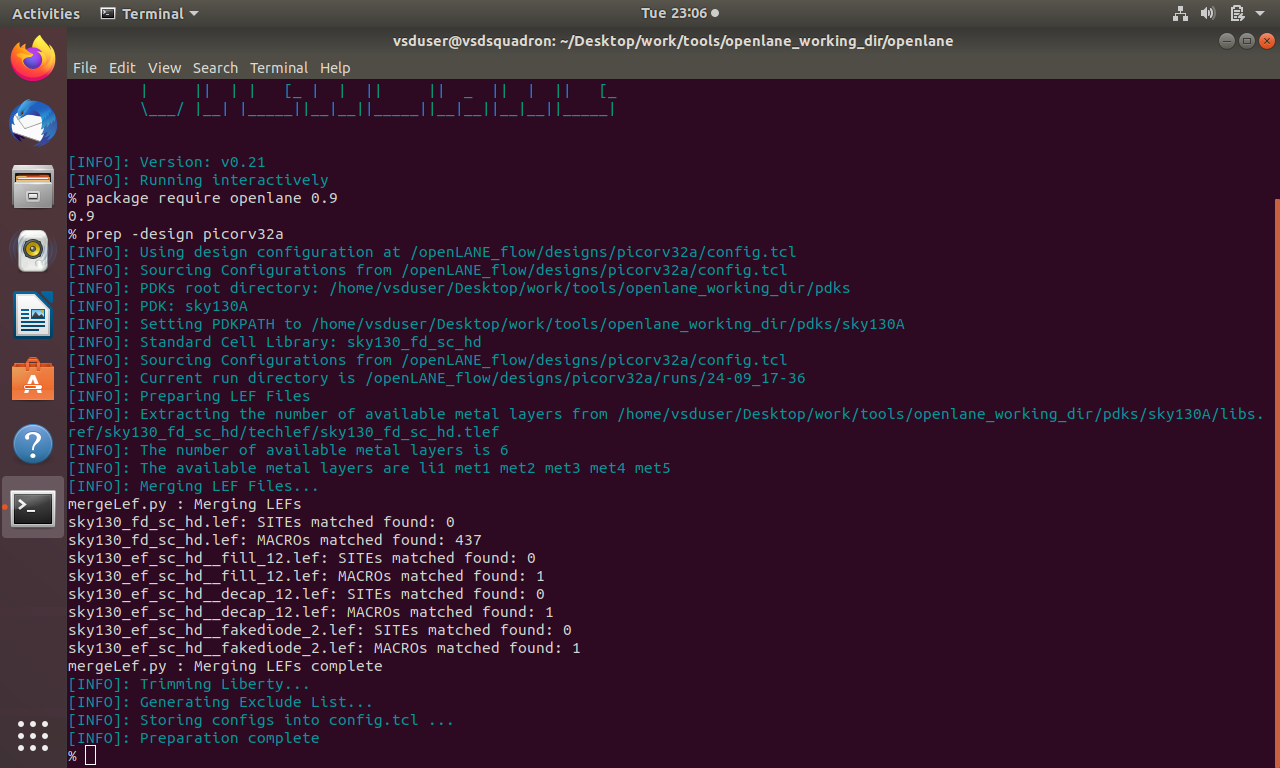 Activities Terminal Tue 23:06
vsduser@vsdsquadron: ~/Desktop/work/tools/openlane_working_dir/openlane
File Edit View Search Terminal Help
[INFO]: Version: v0.21
[INFO]: Running interactively
% package require openlane 0.9
0.9
% prep -design picorv32a
[INFO]: Using design configuration at /openLANE_flow/designs/picorv32a/config.tcl
[INFO]: Sourcing Configurations from /openLANE_flow/designs/picorv32a/config.tcl
[INFO]: PDKs root directory: /home/vsduser/Desktop/work/tools/openlane_working_dir/pdks
[INFO]: PDK: sky130A
[INFO]: Setting PDKPATH to /home/vsduser/Desktop/work/tools/openlane_working_dir/pdks/sky130A
[INFO]: Standard Cell Library: sky130_fd_sc_hd
[INFO]: Sourcing Configurations from /openLANE_flow/designs/picorv32a/config.tcl
[INFO]: Current run directory is /openLANE_flow/designs/picorv32a/runs/24-09_17-36
[INFO]: Preparing LEF Files
[INFO]: Extracting the number of available metal layers from /home/vsduser/Desktop/work/tools/openlane_working_dir/pdks/sky130A/libs.
ref/sky130_fd_sc_hd/techlef/sky130_fd_sc_hd.tlef
[INFO]: The number of available metal layers is 6
[INFO]: The available metal layers are li1 met1 met2 met3 met4 met5
[INFO]: Merging LEF Files...
mergeLef.py : Merging LEFs
sky130_fd_sc_hd.lef: SITEs matched found: 0
sky130_fd_sc_hd.lef: MACROs matched found: 437
sky130_ef_sc_hd__fill_12.lef: SITEs matched found: 0
sky130_ef_sc_hd__fill_12.lef: MACROs matched found: 1
sky130_ef_sc_hd__decap_12.lef: SITEs matched found: 0
sky130_ef_sc_hd__decap_12.lef: MACROs matched found: 1
sky130_ef_sc_hd__fakediode_2.lef: SITEs matched found: 0
sky130_ef_sc_hd__fakediode_2.lef: MACROs matched found: 1
mergeLef.py : Merging LEFs complete
[INFO]: Trimming Liberty...
[INFO]: Generating Exclude List...
[INFO]: Storing configs into config.tcl ...
[INFO]: Preparation complete
%